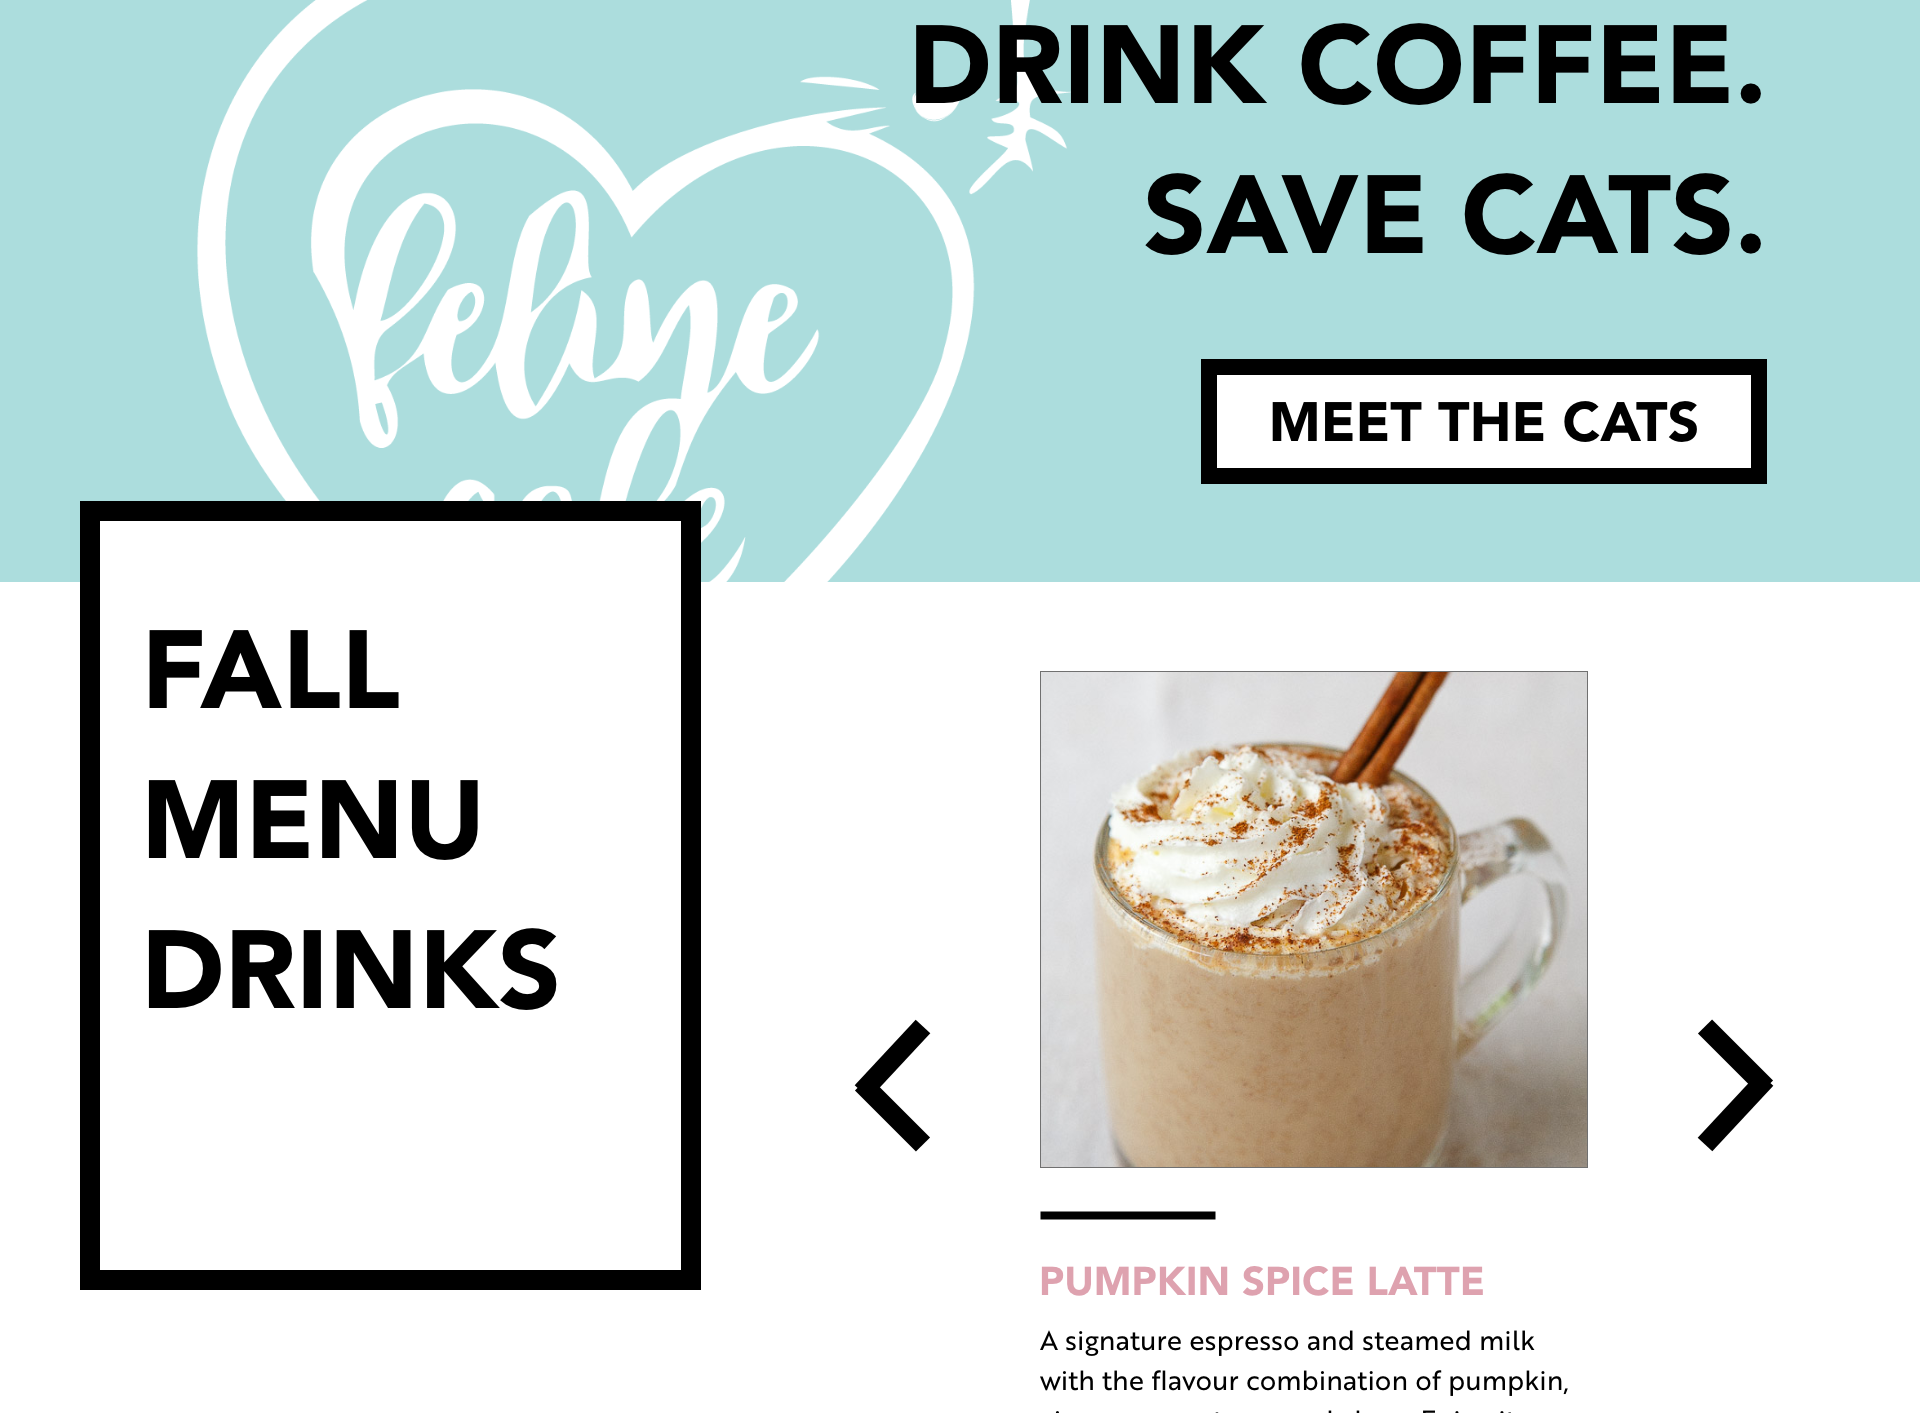 DRINK COFFEE.
SAVE CATS.
feline
cafe
MEET THE CATS
FALL
MENU
DRINKS
PUMPKIN SPICE LATTE
A signature espresso and steamed milk
with the flavour combination of pumpkin,